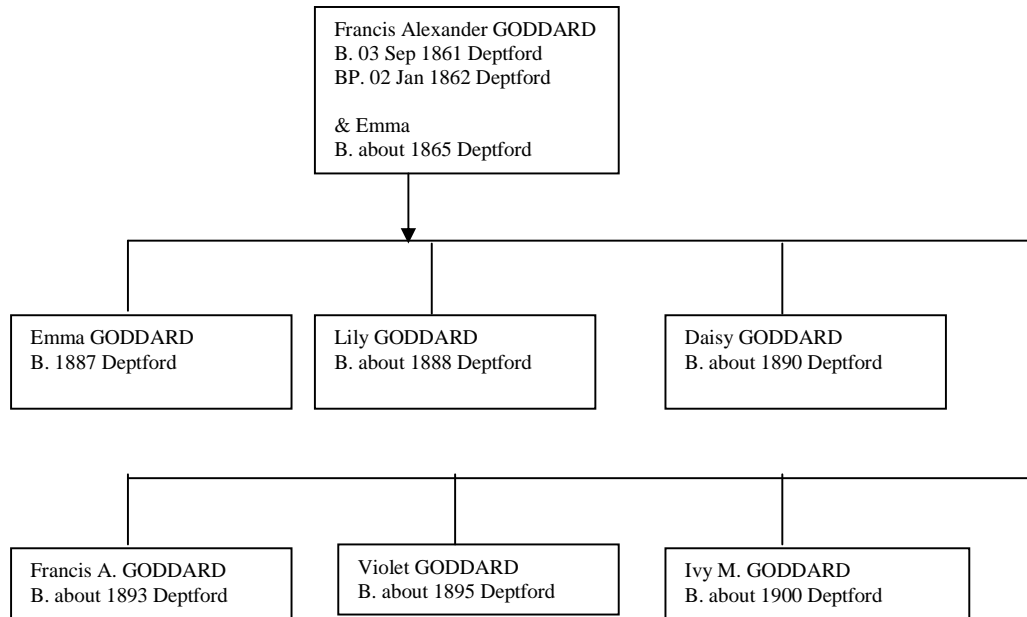 Francis Alexander GODDARD
B. 03 Sep 1861 Deptford
BP. 02 Jan 1862 Deptford
& Emma
B. about 1865 Deptford
Emma GODDARD
B. 1887 Deptford
Lily GODDARD
B. about 1888 Deptford
Daisy GODDARD
B. about 1890 Deptford
Francis A. GODDARD
B. about 1893 Deptford
Violet GODDARD
B. about 1895 Deptford
Ivy M. GODDARD
B. about 1900 Deptford